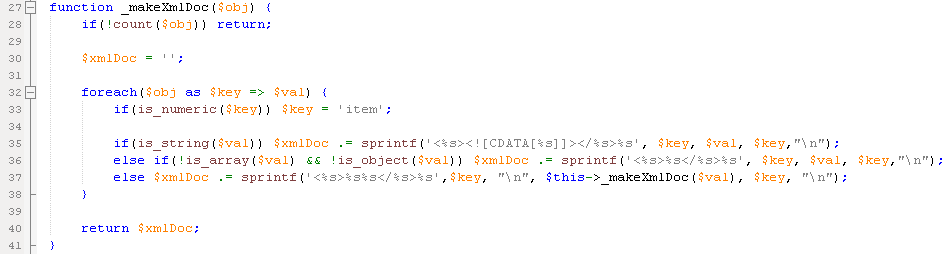 27 function _makeXmlDoc($obj) {
28 if(!count($obj)) return;
29
30 $xmlDoc = '';
31
32 foreach($obj as $key => $val) {
33 if(is_numeric($key)) $key = 'item';
34
35 if(is_string($val)) $xmlDoc .= sprintf('<%s><![CDATA[%s]]></%s>%s', $key, $val, $key,"\n");
36 else if(!is_array($val) && !is_object($val)) $xmlDoc .= sprintf('<%s>%s</%s>%s', $key, $val, $key,"\n");
37 else $xmlDoc .= sprintf('<%s>%s%s</%s>%s',$key, "\n", $this->_makeXmlDoc($val), $key, "\n");
38 }
39
40 return $xmlDoc;
41 }